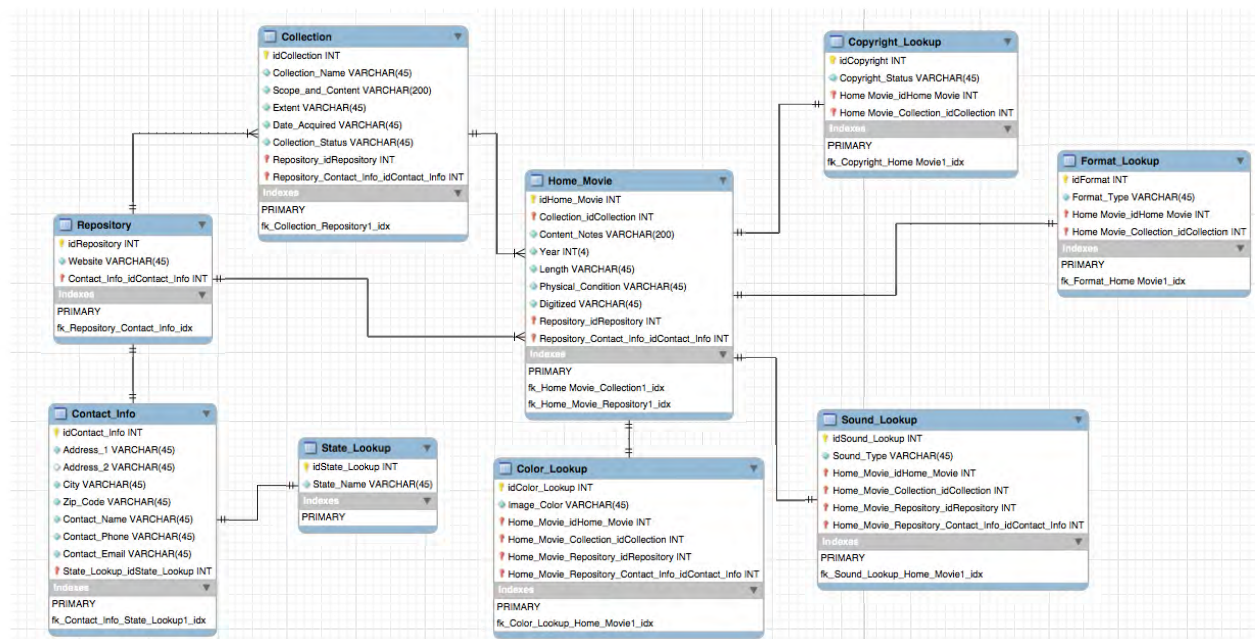 Collection
idCollection INT
Collection_Name VARCHAR(45)
Scope_and_Content VARCHAR(200)
Extent VARCHAR(45)
Date_Acquired VARCHAR(45)
Collection_Status VARCHAR(45)
Repository_idRepository INT
Repository_Contact_Info_idContact_Info INT
Indexes
PRIMARY
fk_Collection_Repository1_idx
Copyright_Lookup
idCopyright INT
Copyright_Status VARCHAR(45)
Home Movie_idHome Movie INT
Home Movie_Collection_idCollection INT
Indexes
PRIMARY
fk_Copyright_Home Movie1_idx
Format_Lookup
idFormat INT
Format_Type VARCHAR(45)
Home Movie_idHome Movie INT
Home Movie_Collection_idCollection INT
Indexes
PRIMARY
fk_Format_Home Movie1_idx
Home_Movie
idHome_Movie INT
Collection_idCollection INT
Content_Notes VARCHAR(200)
Year INT(4)
Length VARCHAR(45)
Physical_Condition VARCHAR(45)
Digitized VARCHAR(45)
Repository_idRepository INT
Repository_Contact_Info_idContact_Info INT
Indexes
PRIMARY
fk_Home Movie_Collection1_idx
fk_Home_Movie_Repository1_idx
Repository
idRepository INT
Website VARCHAR(45)
Contact_Info_idContact_Info INT
Indexes
PRIMARY
fk_Repository_Contact_Info_idx
Contact_Info
idContact_Info INT
Address_1 VARCHAR(45)
Address_2 VARCHAR(45)
City VARCHAR(45)
Zip_Code VARCHAR(45)
Contact_Name VARCHAR(45)
Contact_Phone VARCHAR(45)
Contact_Email VARCHAR(45)
State_Lookup_idState_Lookup INT
Indexes
PRIMARY
fk_Contact_Info_State_Lookup1_idx
State_Lookup
idState_Lookup INT
State_Name VARCHAR(45)
Indexes
PRIMARY
Color_Lookup
idColor_Lookup INT
Image_Color VARCHAR(45)
Home_Movie_idHome_Movie INT
Home_Movie_Collection_idCollection INT
Home_Movie_Repository_idRepository INT
Home_Movie_Repository_Contact_Info_idContact_Info INT
Indexes
PRIMARY
fk_Color_Lookup_Home_Movie1_idx
Sound_Lookup
idSound_Lookup INT
Sound_Type VARCHAR(45)
Home_Movie_idHome_Movie INT
Home_Movie_Collection_idCollection INT
Home_Movie_Repository_idRepository INT
Home_Movie_Repository_Contact_Info_idContact_Info INT
Indexes
PRIMARY
fk_Sound_Lookup_Home_Movie1_idx